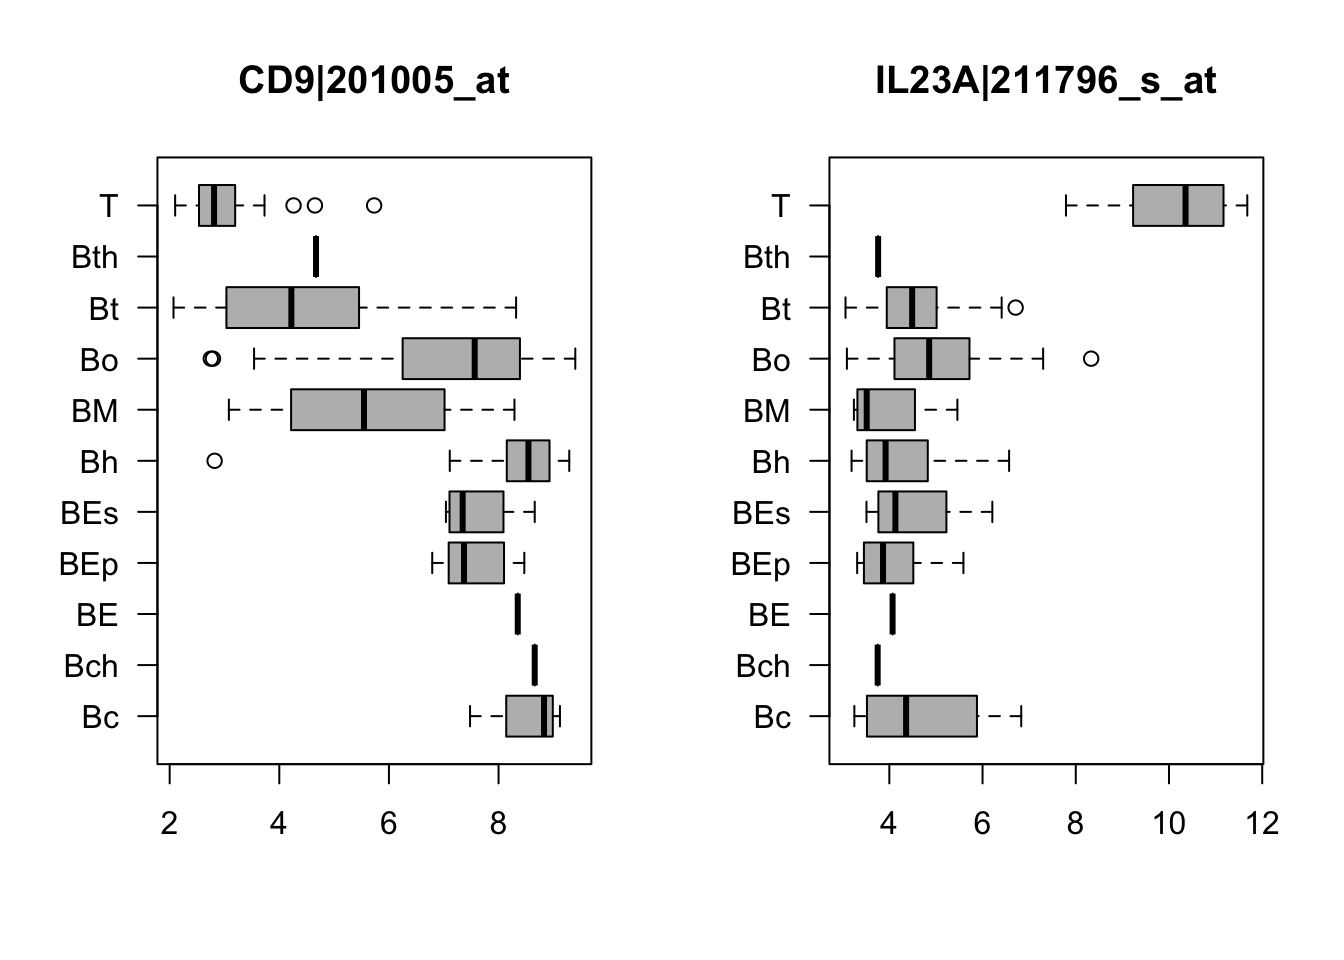 CD9|201005_at
T
Bth
Bt
Bo
BM
Bh
BEs
BEp
BE
Bch
Bc
2 4 6 8
IL23A|211796_s_at
T
Bth
Bt
Bo
BM
Bh
BEs
BEp
BE
Bch
Bc
4 6 8 10 12